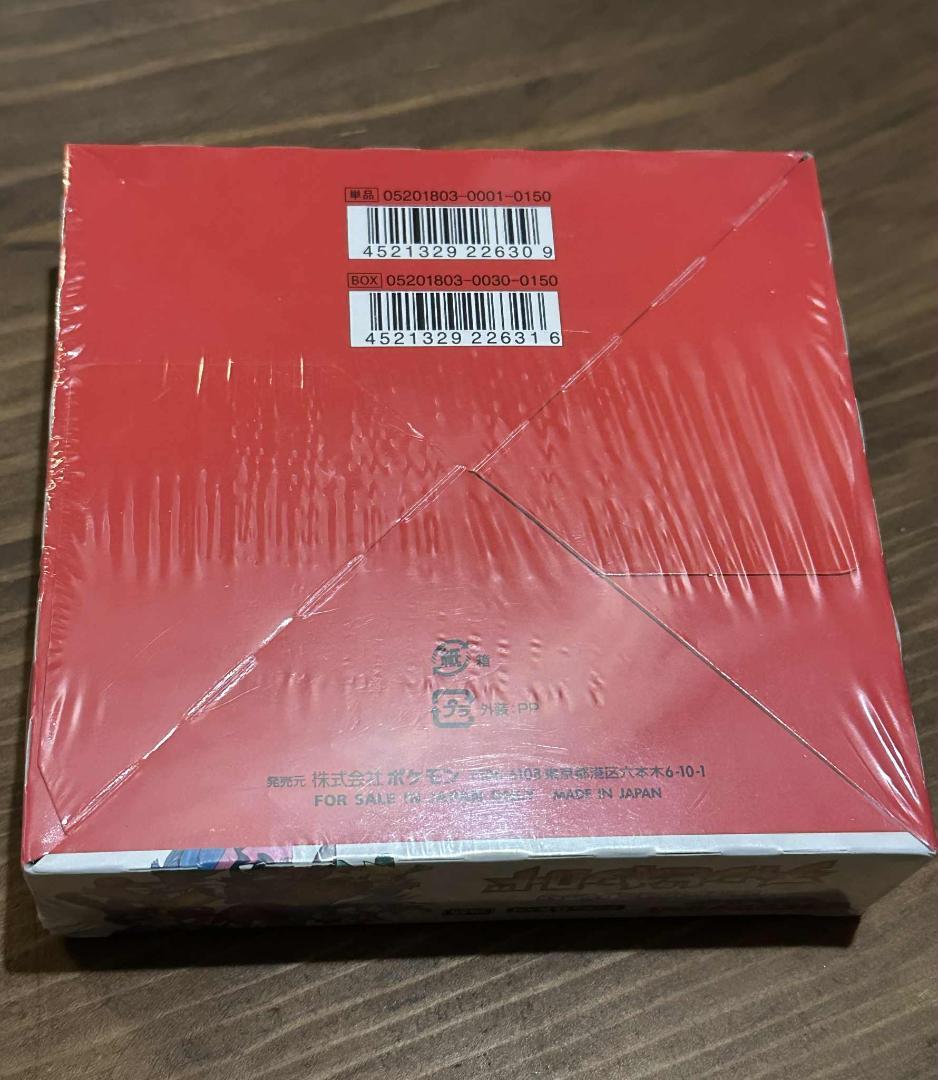 単品 05201803-0001-0150
4521329 22630 9
BOX 05201803-0030-0150
4521329 22631 6
紙 箱
プラ 外装:PP
発売元 株式会社ポケモン 東京都港区六本木6-10-1
FOR SALE IN JAPAN ONLY MADE IN JAPAN